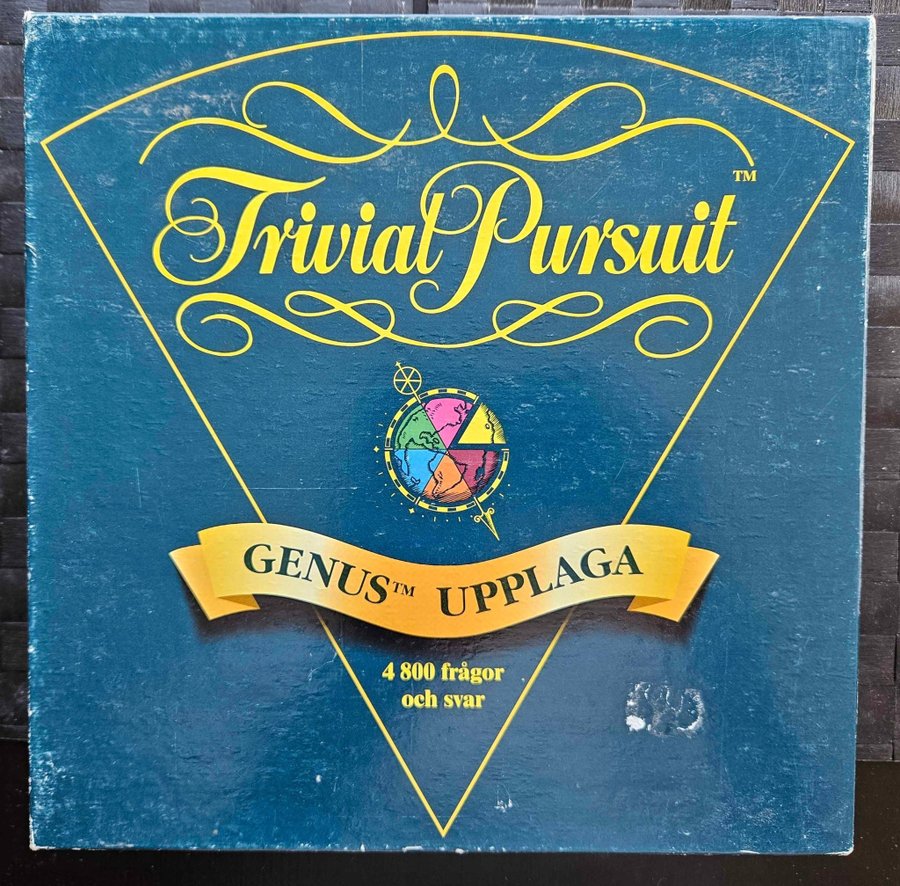 Trivial Pursuit™
GENUS™ UPPLAGA
4 800 frågor
och svar